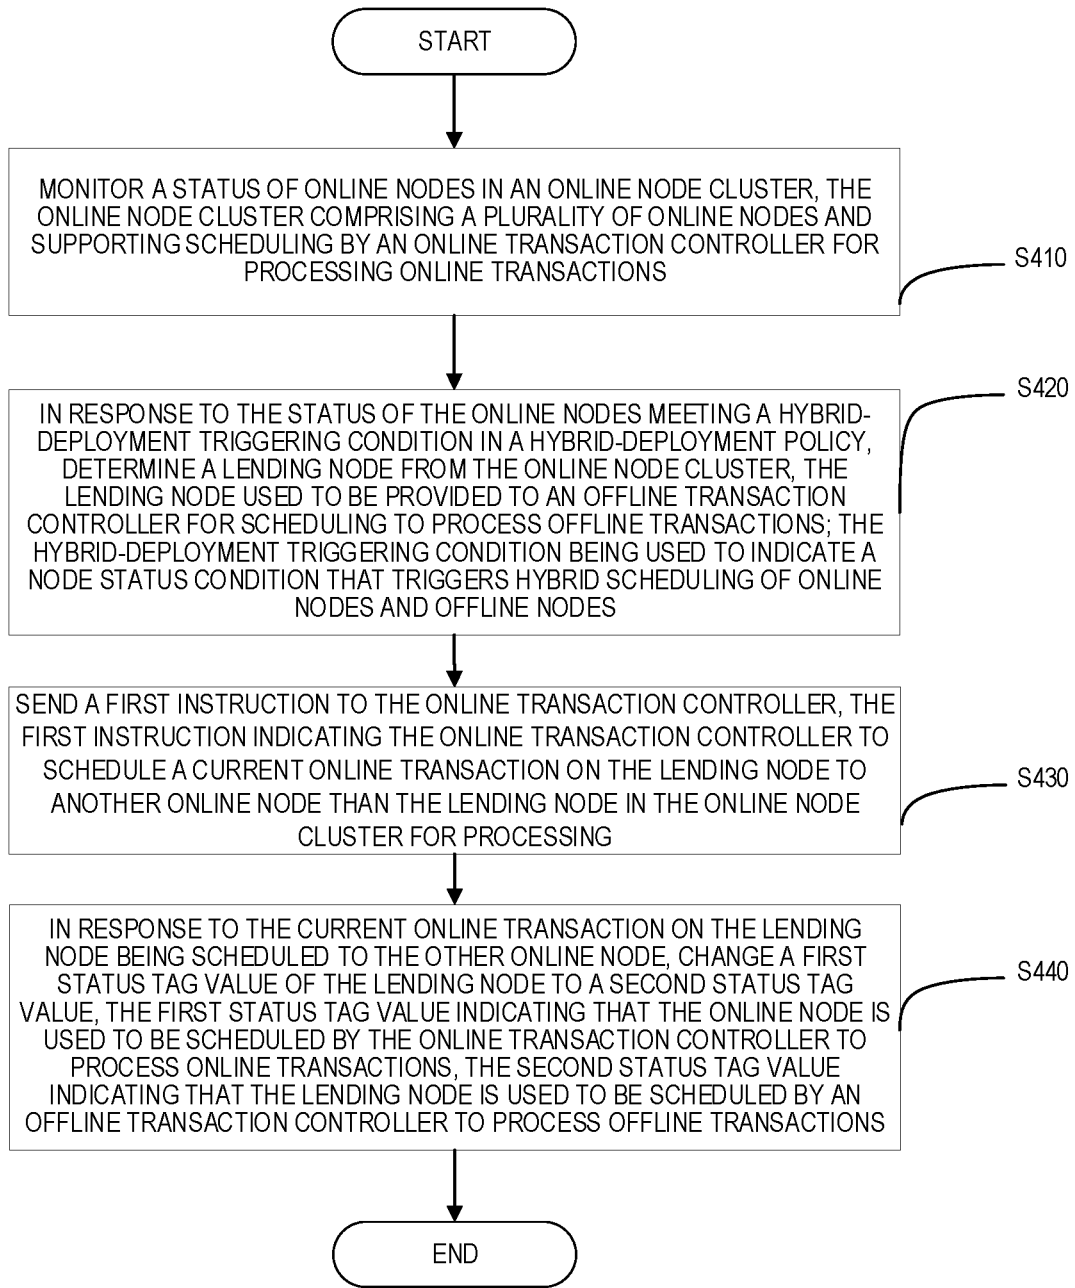 START
MONITOR A STATUS OF ONLINE NODES IN AN ONLINE NODE CLUSTER, THE
ONLINE NODE CLUSTER COMPRISING A PLURALITY OF ONLINE NODES AND
SUPPORTING SCHEDULING BY AN ONLINE TRANSACTION CONTROLLER FOR
PROCESSING ONLINE TRANSACTIONS
S410
IN RESPONSE TO THE STATUS OF THE ONLINE NODES MEETING A HYBRID-
DEPLOYMENT TRIGGERING CONDITION IN A HYBRID-DEPLOYMENT POLICY,
DETERMINE A LENDING NODE FROM THE ONLINE NODE CLUSTER, THE
LENDING NODE USED TO BE PROVIDED TO AN OFFLINE TRANSACTION
CONTROLLER FOR SCHEDULING TO PROCESS OFFLINE TRANSACTIONS; THE
HYBRID-DEPLOYMENT TRIGGERING CONDITION BEING USED TO INDICATE A
NODE STATUS CONDITION THAT TRIGGERS HYBRID SCHEDULING OF ONLINE
NODES AND OFFLINE NODES
S420
SEND A FIRST INSTRUCTION TO THE ONLINE TRANSACTION CONTROLLER, THE
FIRST INSTRUCTION INDICATING THE ONLINE TRANSACTION CONTROLLER TO
SCHEDULE A CURRENT ONLINE TRANSACTION ON THE LENDING NODE TO
ANOTHER ONLINE NODE THAN THE LENDING NODE IN THE ONLINE NODE
CLUSTER FOR PROCESSING
S430
IN RESPONSE TO THE CURRENT ONLINE TRANSACTION ON THE LENDING
NODE BEING SCHEDULED TO THE OTHER ONLINE NODE, CHANGE A FIRST
STATUS TAG VALUE OF THE LENDING NODE TO A SECOND STATUS TAG
VALUE, THE FIRST STATUS TAG VALUE INDICATING THAT THE ONLINE NODE IS
USED TO BE SCHEDULED BY THE ONLINE TRANSACTION CONTROLLER TO
PROCESS ONLINE TRANSACTIONS, THE SECOND STATUS TAG VALUE
INDICATING THAT THE LENDING NODE IS USED TO BE SCHEDULED BY AN
OFFLINE TRANSACTION CONTROLLER TO PROCESS OFFLINE TRANSACTIONS
S440
END